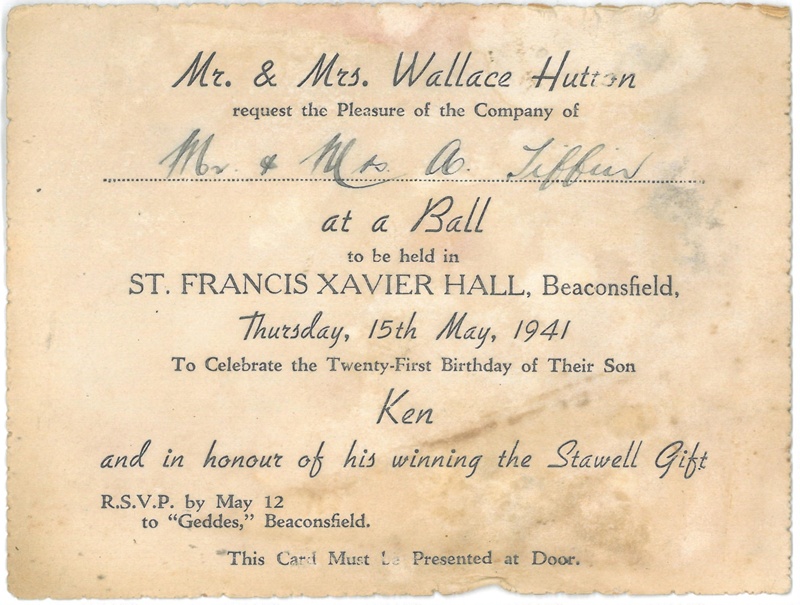 Mr. & Mrs. Wallace Hutton
request the Pleasure of the Company of
Mr. & Mrs. A. Tiffin
at a Ball
to be held in
ST. FRANCIS XAVIER HALL, Beaconsfield,
Thursday, 15th May, 1941
To Celebrate the Twenty-First Birthday of Their Son
Ken
and in honour of his winning the Stawell Gift
R.S.V.P. by May 12
to "Geddes," Beaconsfield.
This Card Must be Presented at Door.